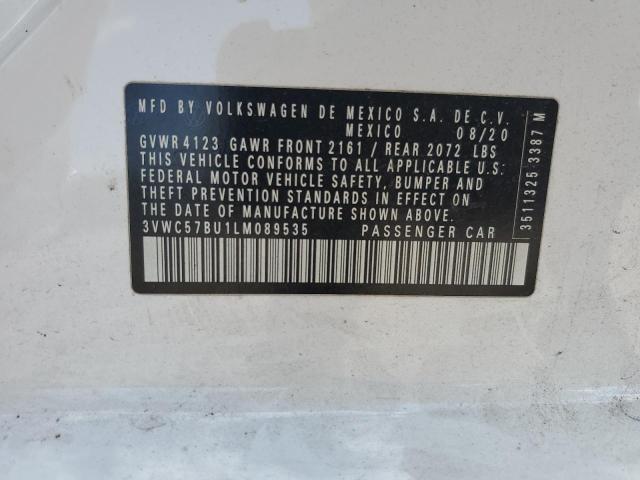 MFD BY VOLKSWAGEN DE MEXICO S.A. DE C.V.
MEXICO 08/20
GVWR 4123 GAWR FRONT 2161 / REAR 2072 LBS
THIS VEHICLE CONFORMS TO ALL APPLICABLE U.S.
FEDERAL MOTOR VEHICLE SAFETY, BUMPER AND
THEFT PREVENTION STANDARDS IN EFFECT ON
DATE OF MANUFACTURE SHOWN ABOVE.
3VWC57BU1LM089535 PASSENGER CAR
3511325 3387 M